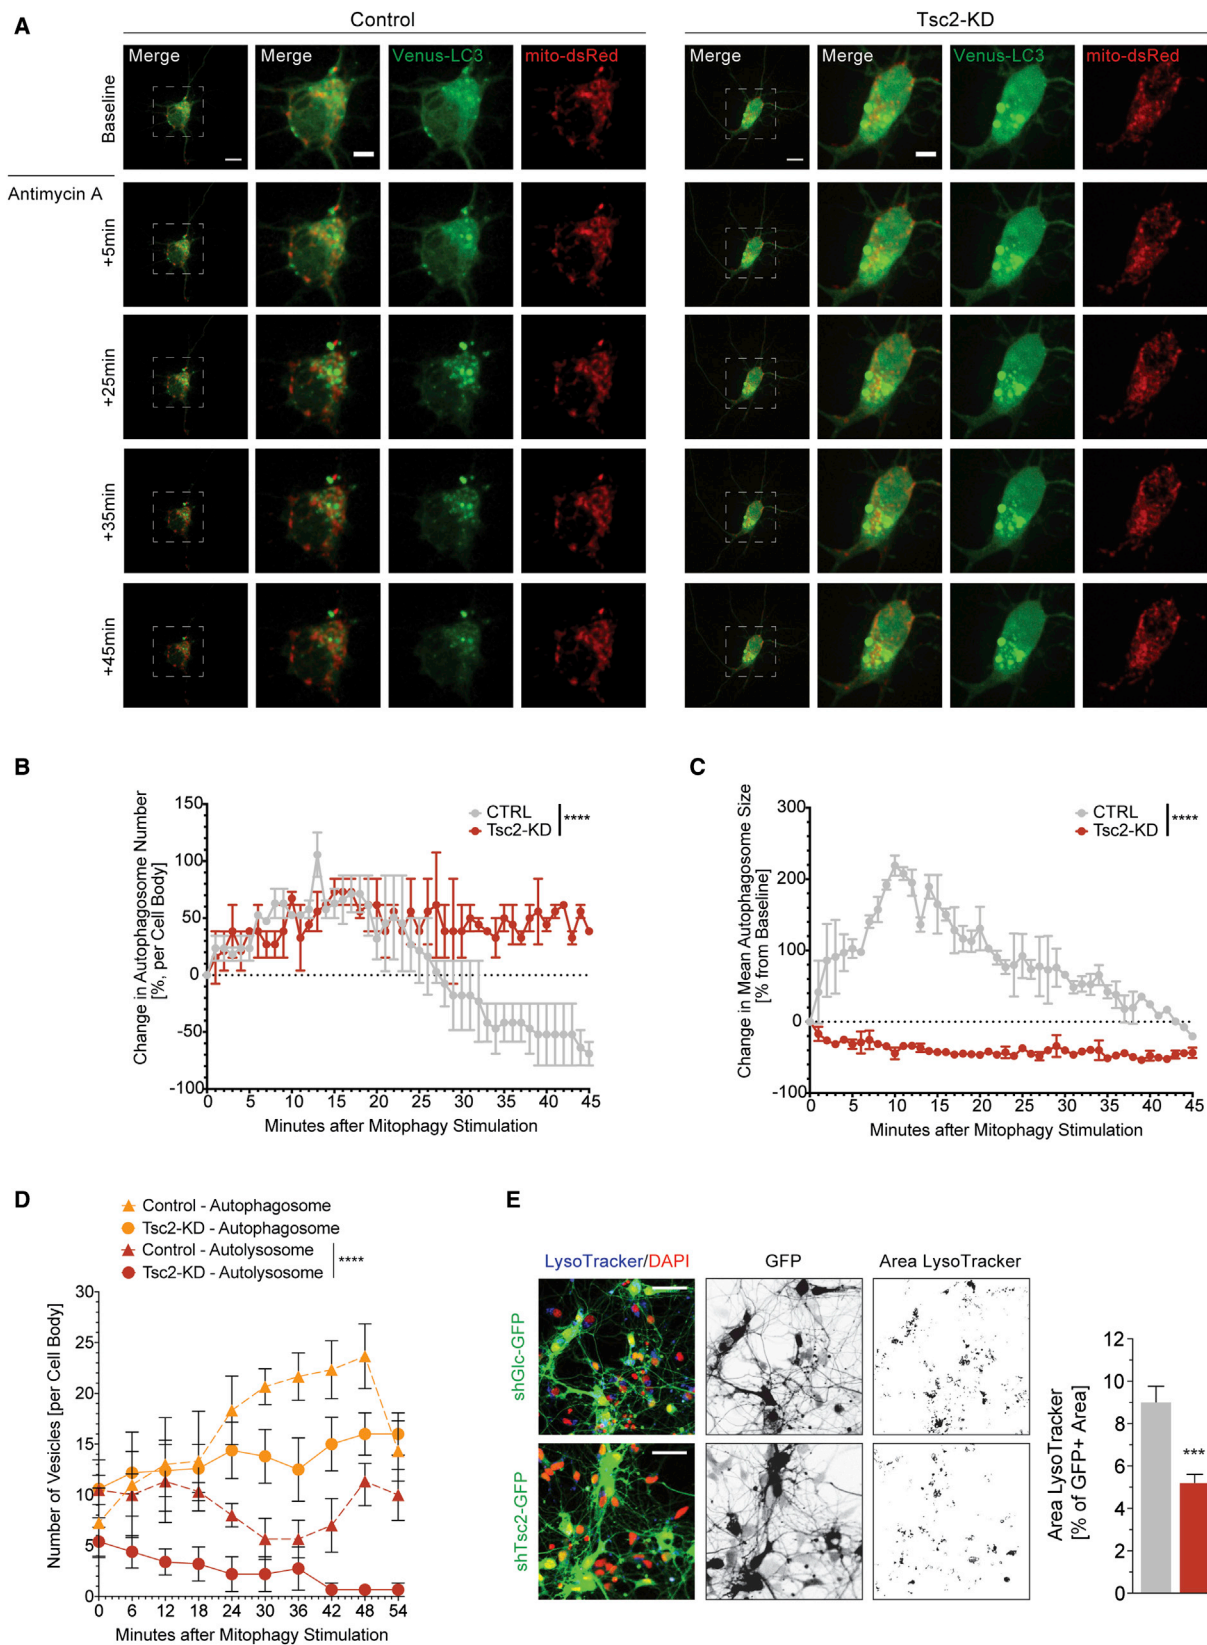 A
Control
Tsc2-KD
Merge Merge Venus-LC3 mito-dsRed Merge Merge Venus-LC3 mito-dsRed
Baseline
Antimycin A
+5min
+25min
+35min
+45min
B
Change in Autophagosome Number
[%, per Cell Body]
150
100
50
0
-50
-100
CTRL
Tsc2-KD
****
0 5 10 15 20 25 30 35 40 45
Minutes after Mitophagy Stimulation
C
Change in Mean Autophagosome Size
[% from Baseline]
300
200
100
0
-100
CTRL
Tsc2-KD
****
0 5 10 15 20 25 30 35 40 45
Minutes after Mitophagy Stimulation
D
Control - Autophagosome
Tsc2-KD - Autophagosome
Control - Autolysosome
Tsc2-KD - Autolysosome
****
Number of Vesicles [per Cell Body]
30
25
20
15
10
5
0
0 6 12 18 24 30 36 42 48 54
Minutes after Mitophagy Stimulation
E
LysoTracker/DAPI GFP Area LysoTracker
shGlc-GFP
shTsc2-GFP
Area LysoTracker
[% of GFP+ Area]
12
10
8
6
4
2
0
***